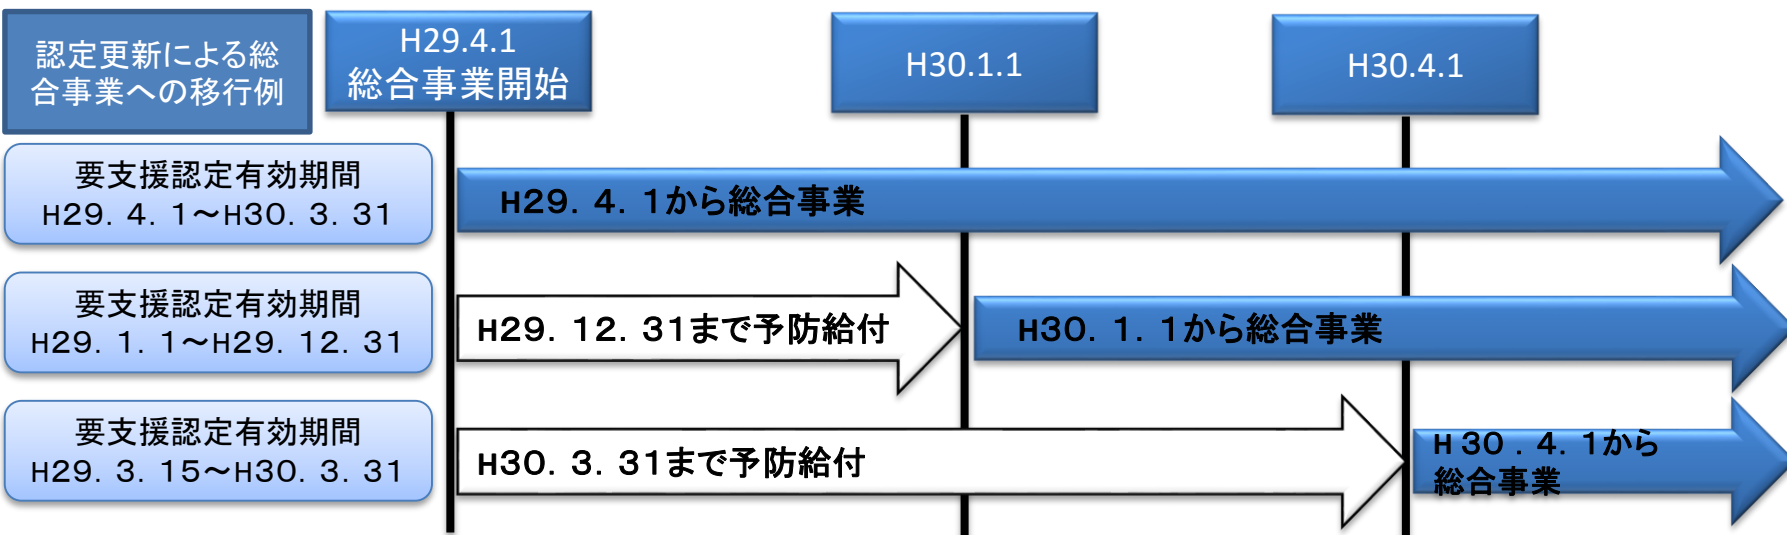 認定更新による総
合事業への移行例
H29.4.1
総合事業開始
H30.1.1
H30.4.1
要支援認定有効期間
H29. 4. 1～H30. 3. 31
H29. 4. 1から総合事業
要支援認定有効期間
H29. 1. 1～H29. 12. 31
H29. 12. 31まで予防給付
H30. 1. 1から総合事業
要支援認定有効期間
H29. 3. 15～H30. 3. 31
H30. 3. 31まで予防給付
H 30 . 4. 1から
総合事業